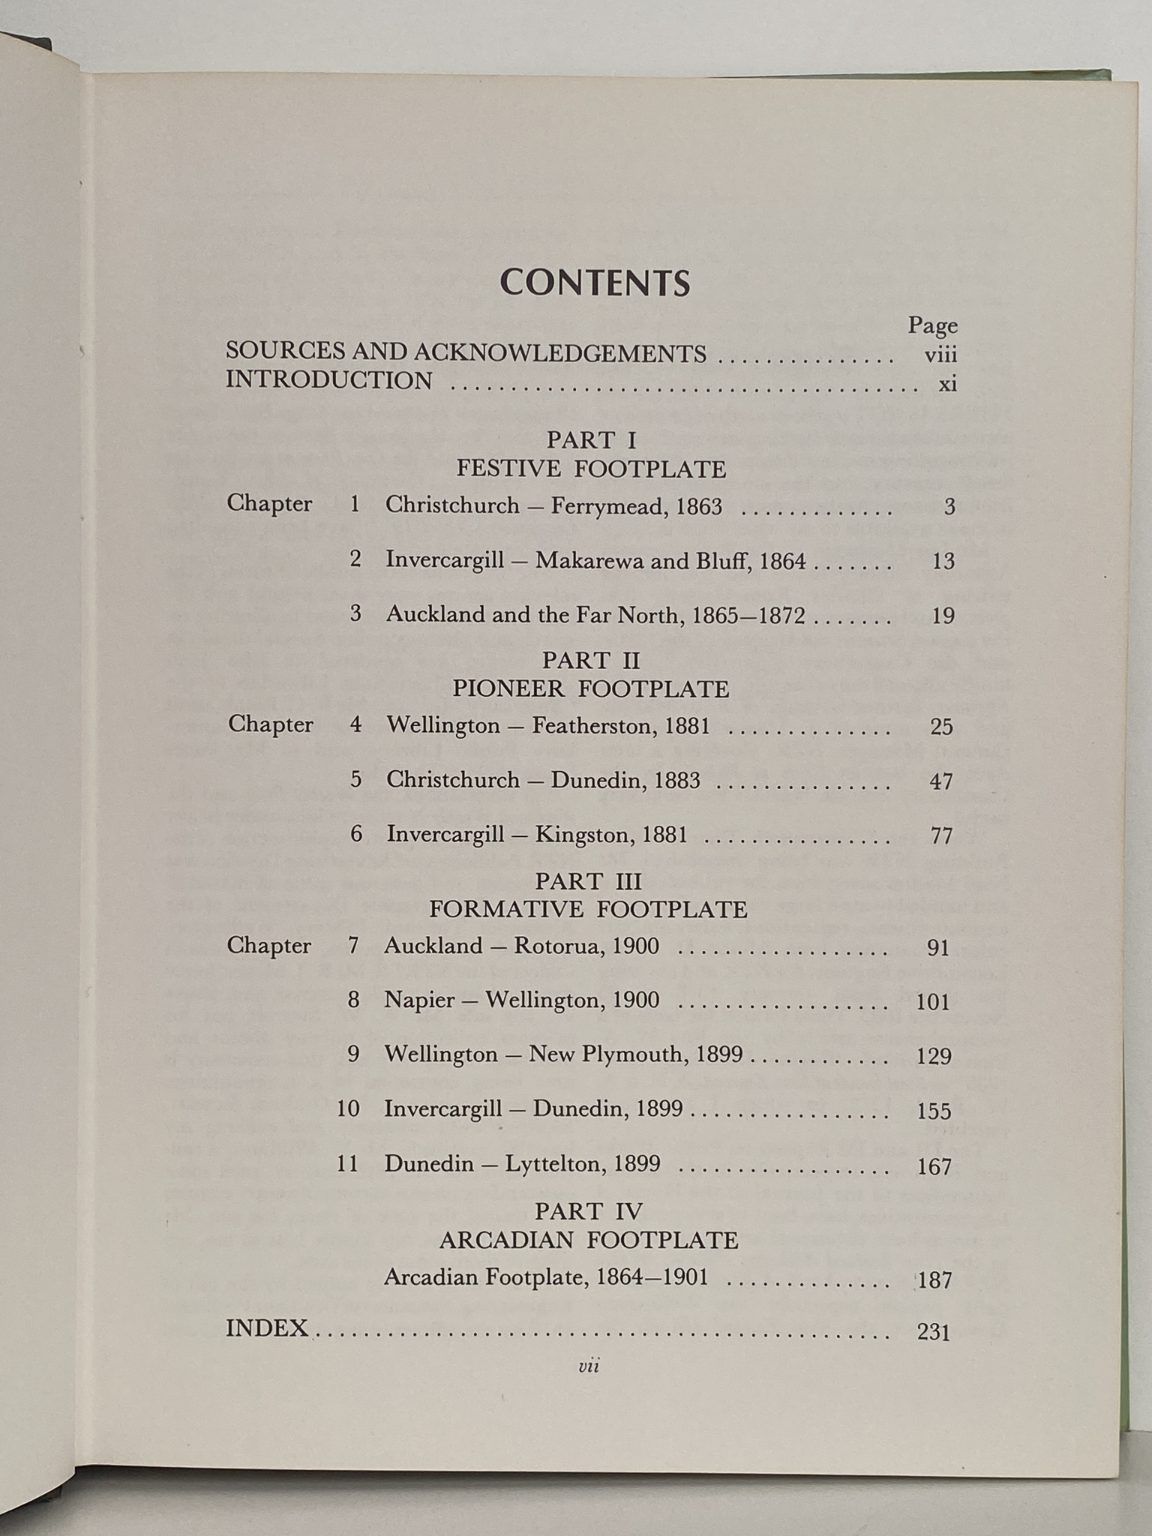 CONTENTS
Page
SOURCES AND ACKNOWLEDGEMENTS ............... viii
INTRODUCTION ....................................... xi
PART I
FESTIVE FOOTPLATE
Chapter 1 Christchurch — Ferrymead, 1863 ............. 3
2 Invercargill — Makarewa and Bluff, 1864 ....... 13
3 Auckland and the Far North, 1865—1872 ....... 19
PART II
PIONEER FOOTPLATE
Chapter 4 Wellington — Featherston, 1881 .............. 25
5 Christchurch — Dunedin, 1883 ............... 47
6 Invercargill — Kingston, 1881 ................ 77
PART III
FORMATIVE FOOTPLATE
Chapter 7 Auckland — Rotorua, 1900 .................. 91
8 Napier — Wellington, 1900 .................. 101
9 Wellington — New Plymouth, 1899 ............ 129
10 Invercargill — Dunedin, 1899 ................. 155
11 Dunedin — Lyttelton, 1899 .................. 167
PART IV
ARCADIAN FOOTPLATE
Arcadian Footplate, 1864—1901 .............. 187
INDEX ................................................ 231
vii